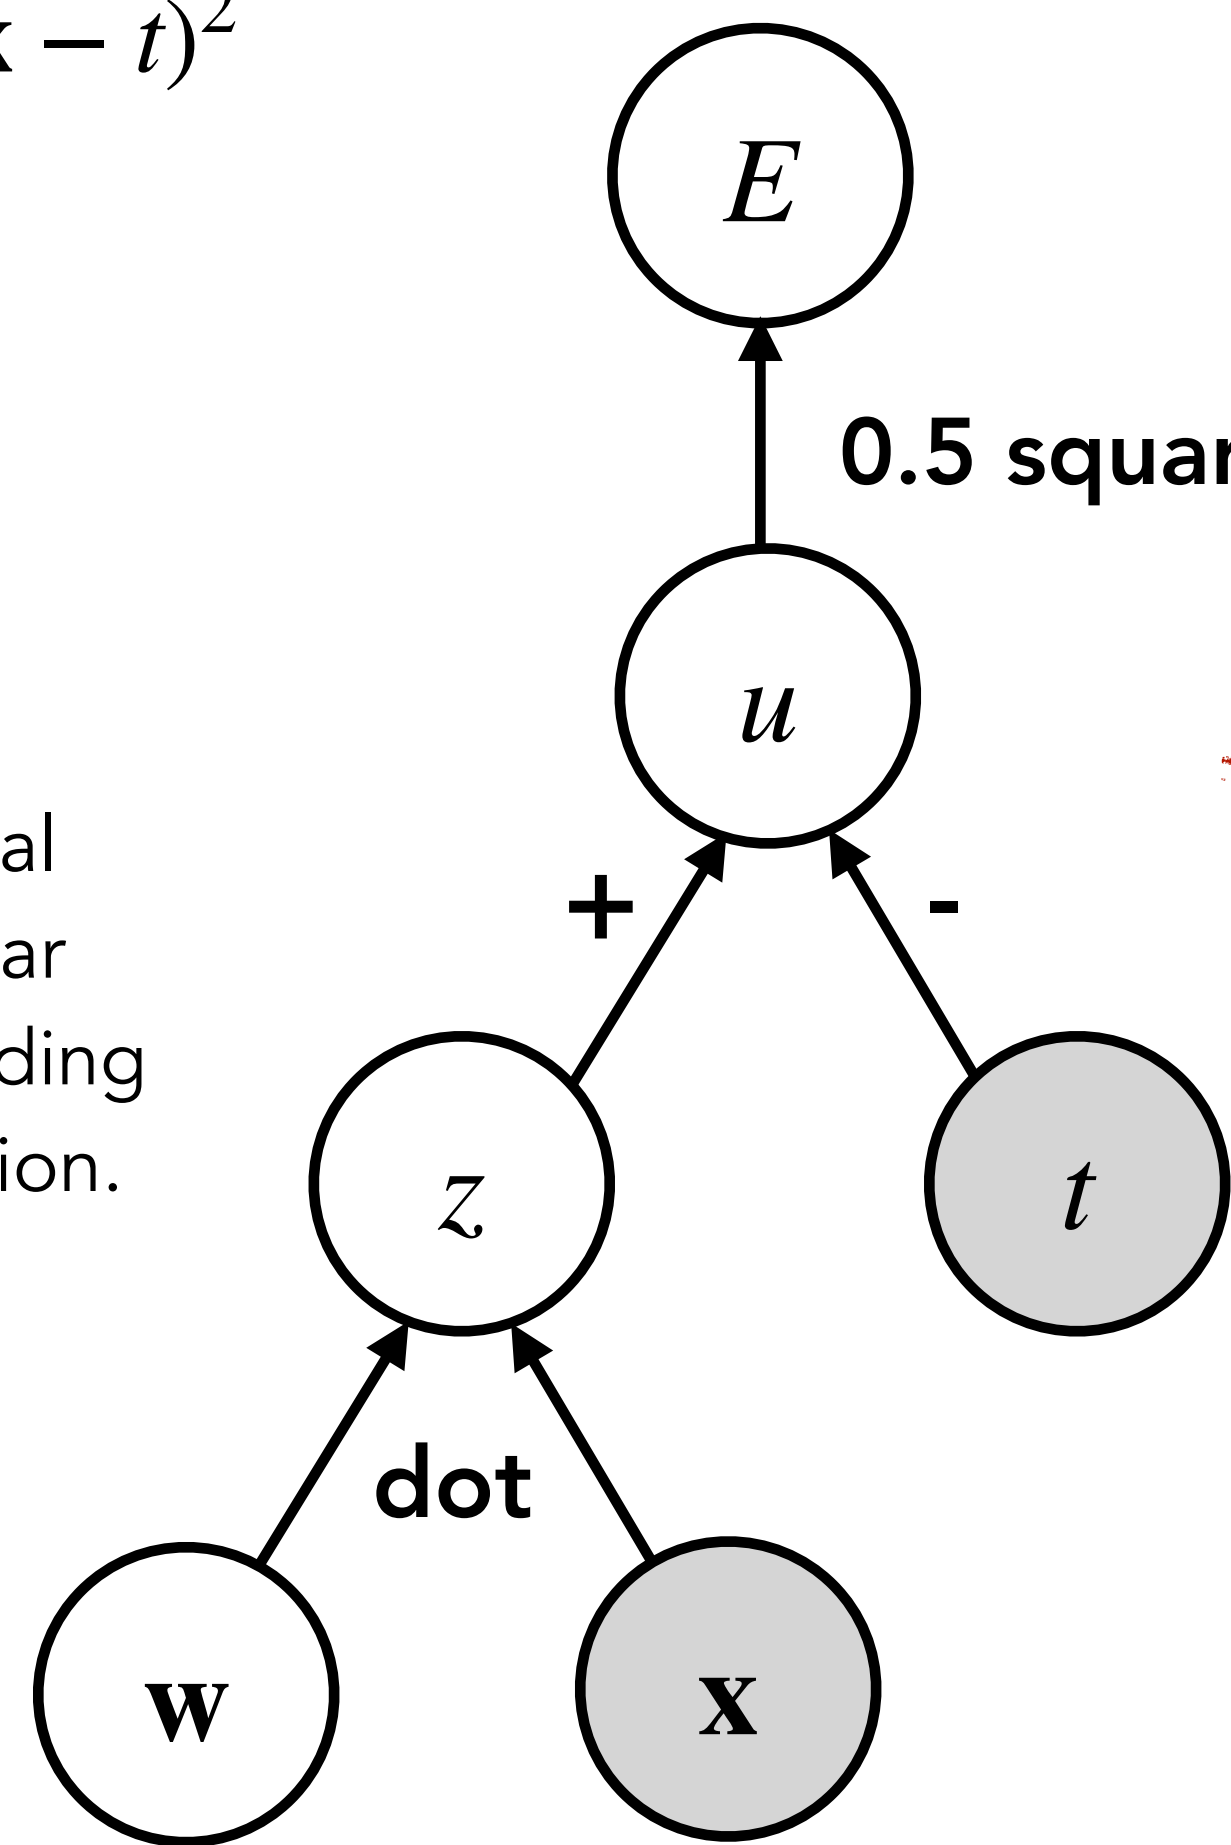 x − t)²
E
0.5 squar
u
al
ar
ding
ion.
+ -
z t
dot
w x